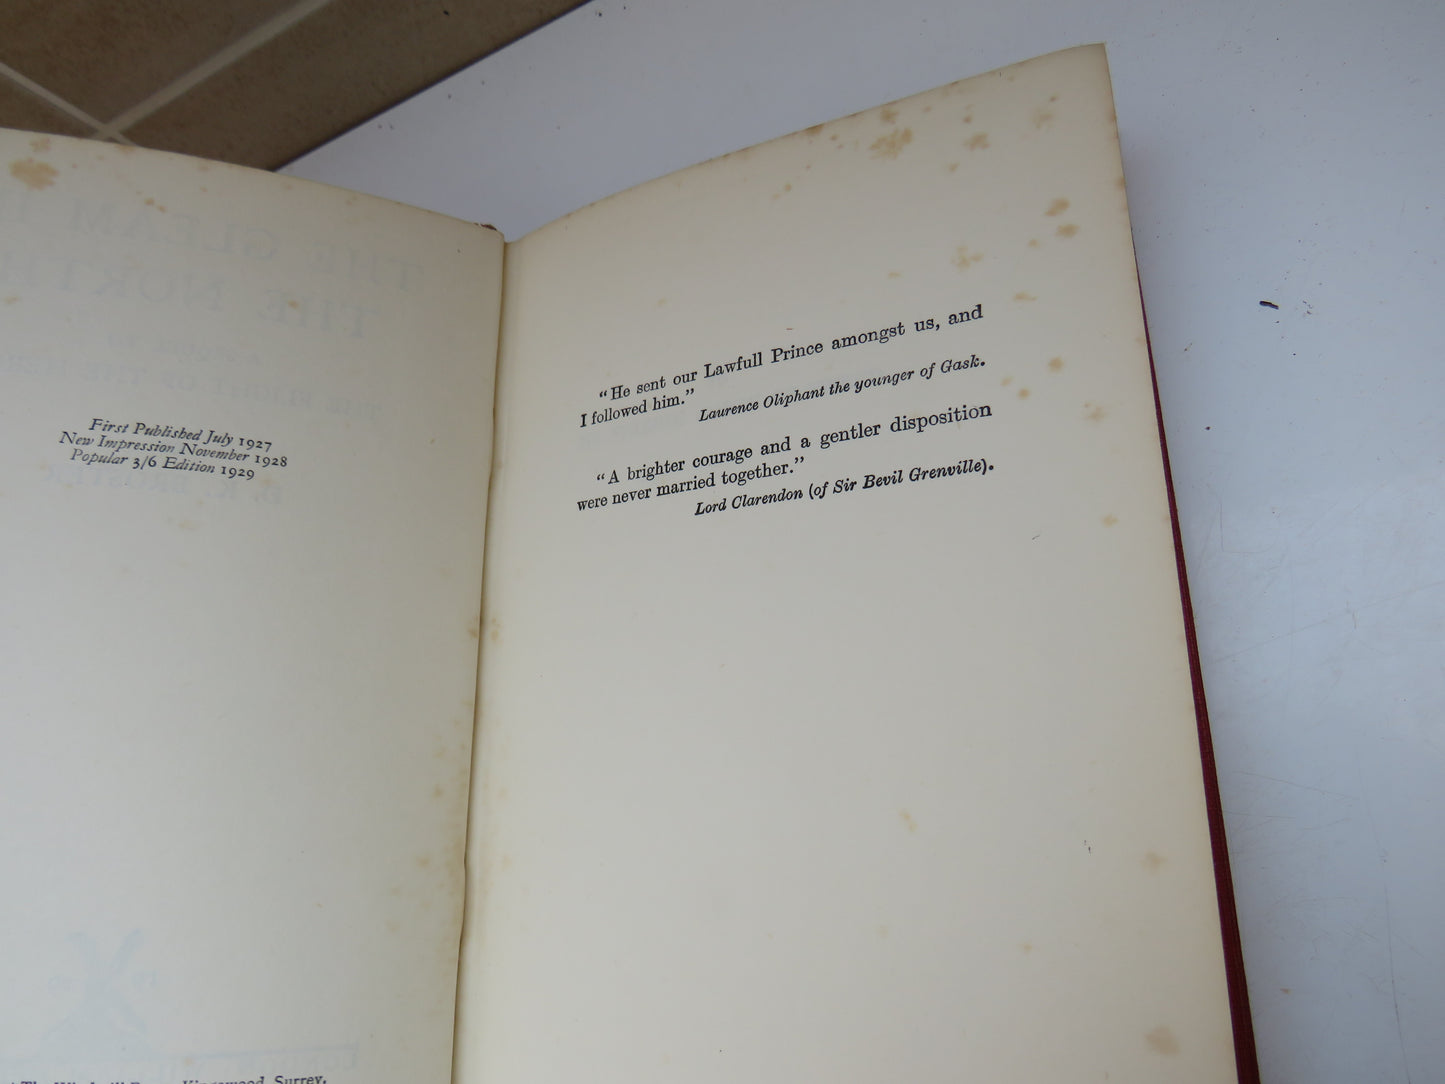 First Published July 1927
New Impression November 1928
Popular 3/6 Edition 1929
Kingswood, Surrey.
"He sent our Lawfull Prince amongst us, and
I followed him."
Laurence Oliphant the younger of Gask.
"A brighter courage and a gentler disposition
were never married together."
Lord Clarendon (of Sir Bevil Grenville).